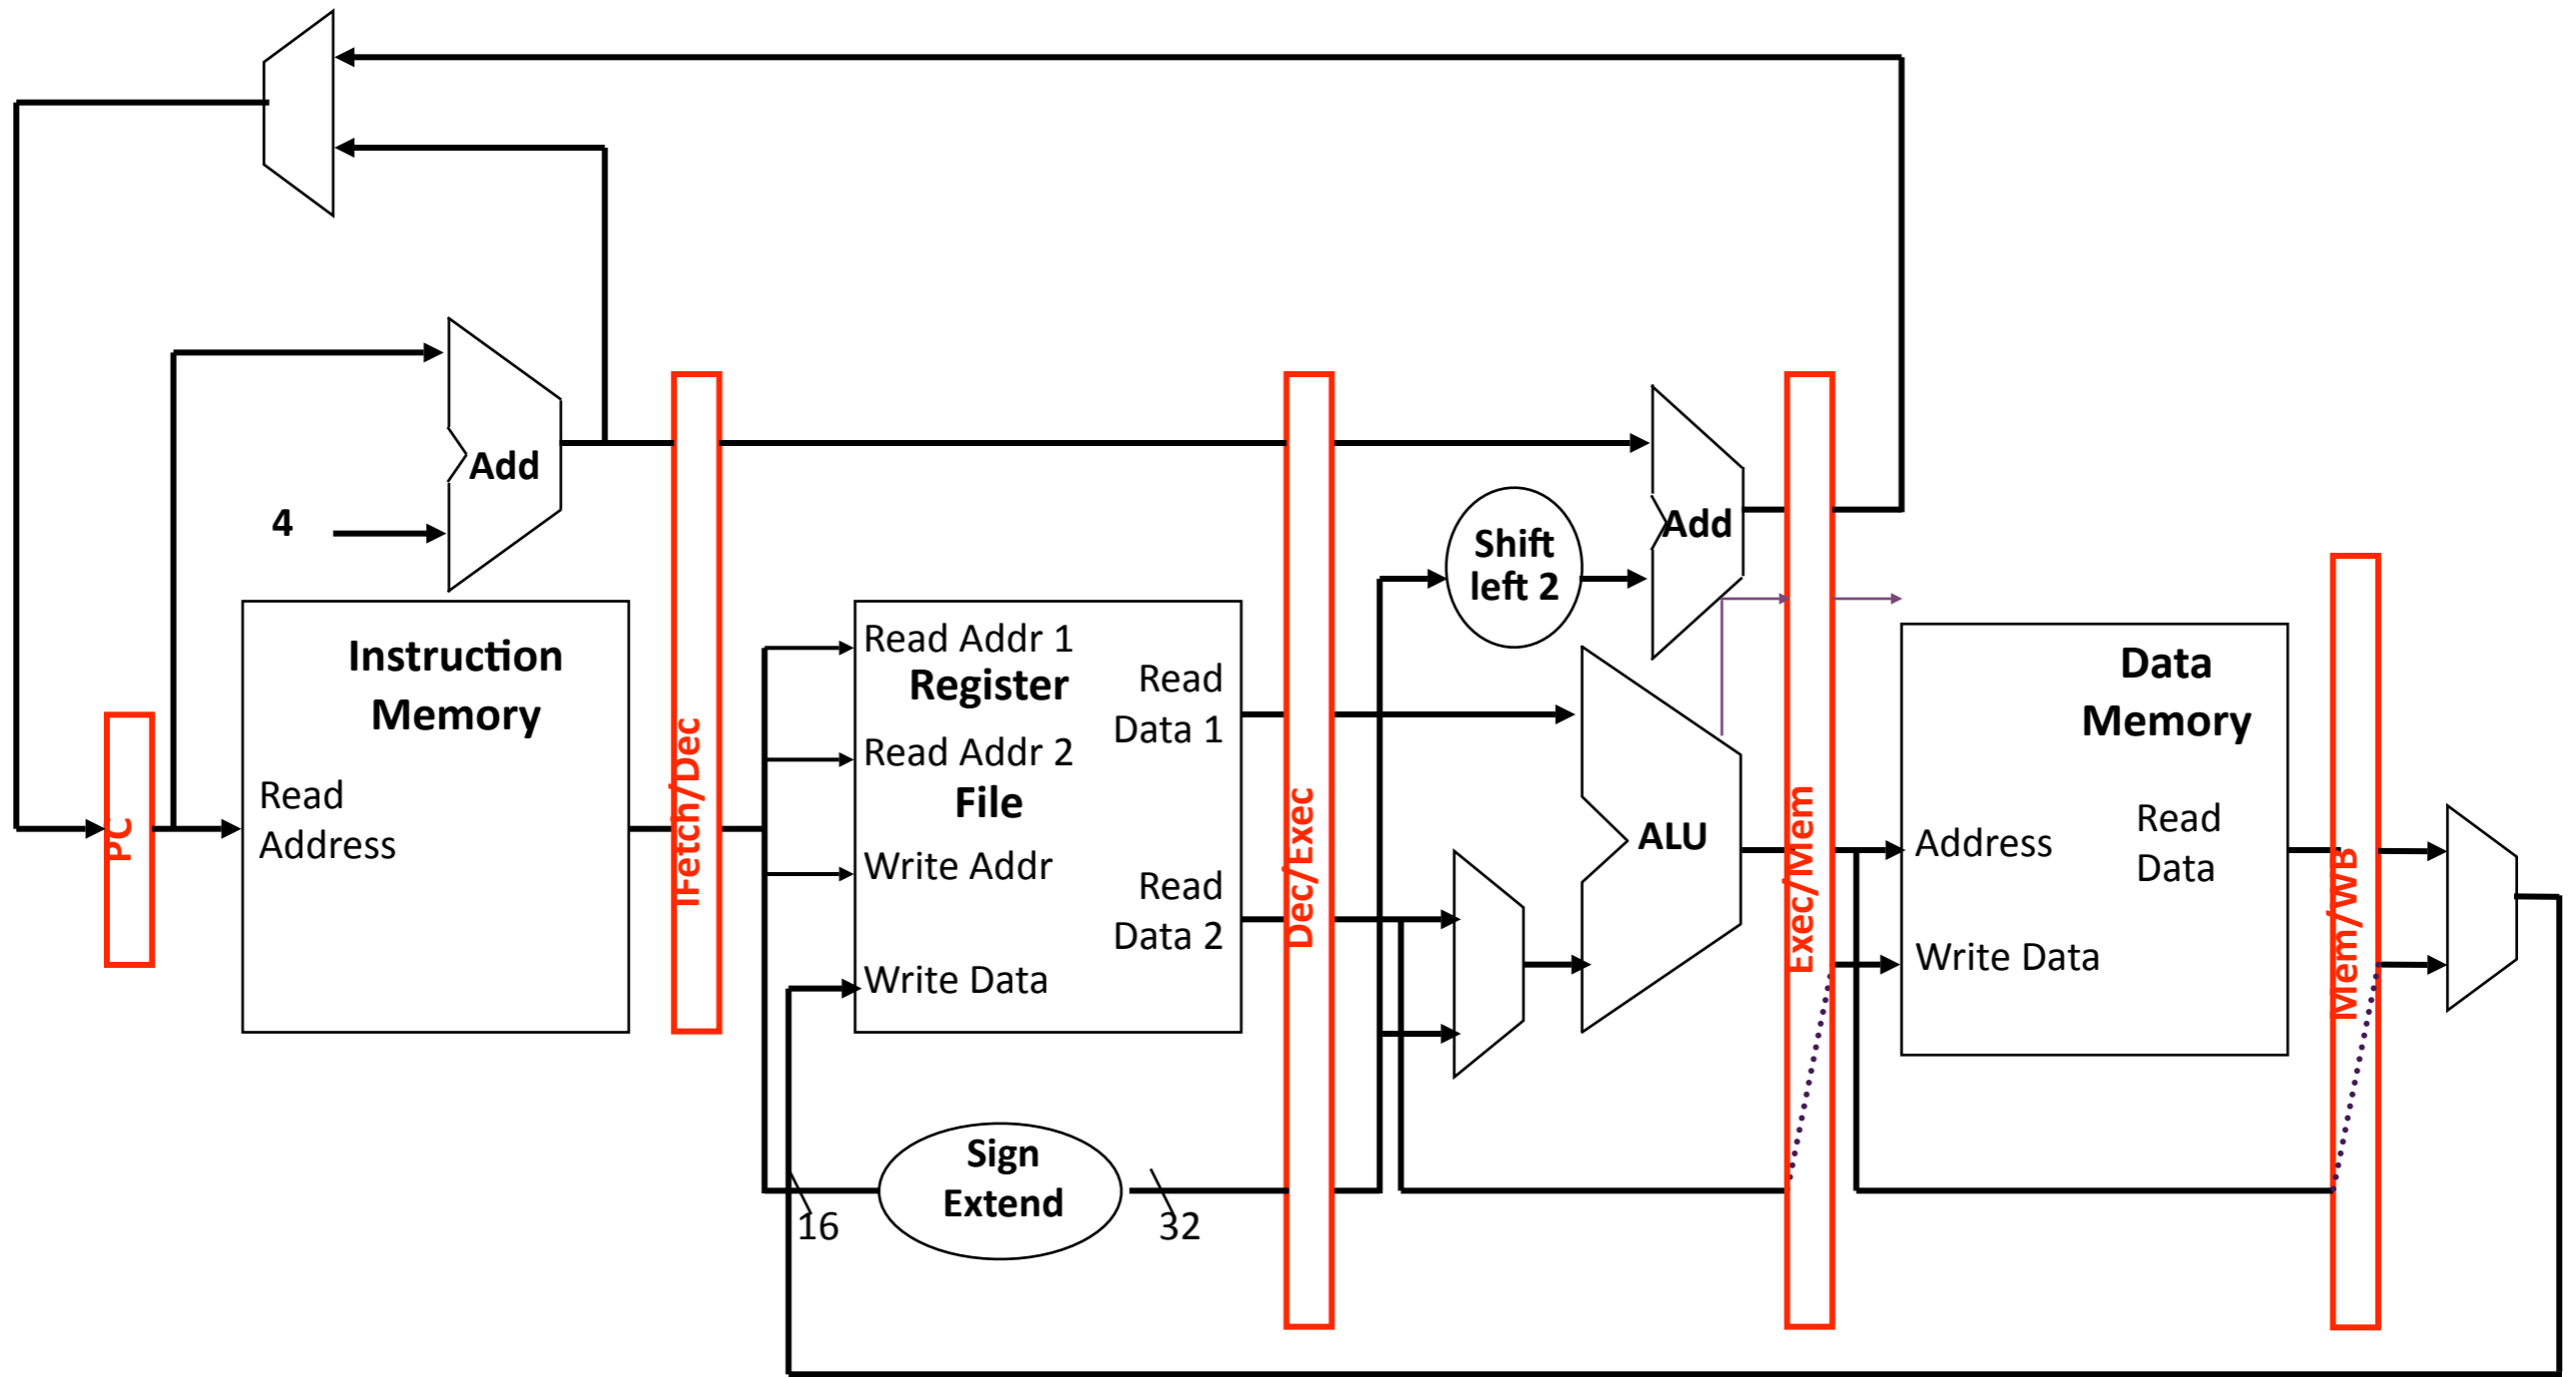 Add
4
Instruction
Memory
Read
Address
PC
IFetch/Dec
Read Addr 1
Register
Read Addr 2
File
Write Addr
Write Data
Read
Data 1
Read
Data 2
Sign
Extend
16
32
Dec/Exec
Shift
left 2
Add
ALU
Exec/Mem
Data
Memory
Address
Read
Data
Write Data
Mem/WB